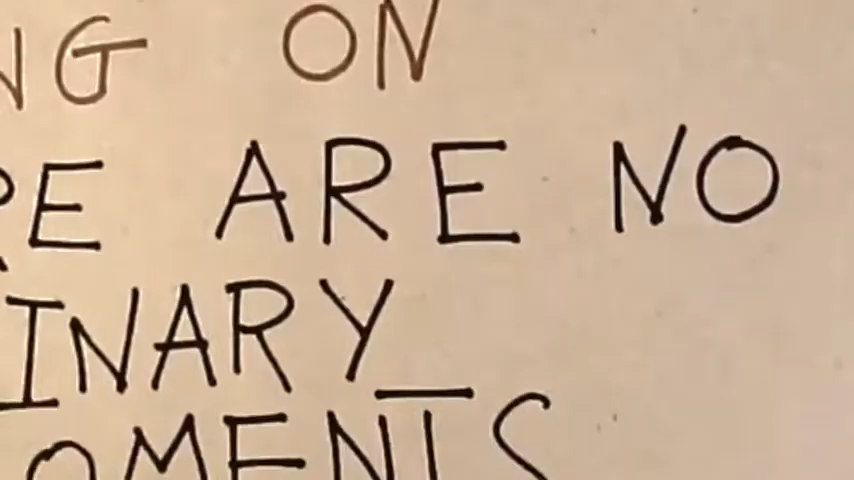 NG ON
RE ARE NO
INARY
OMENTS